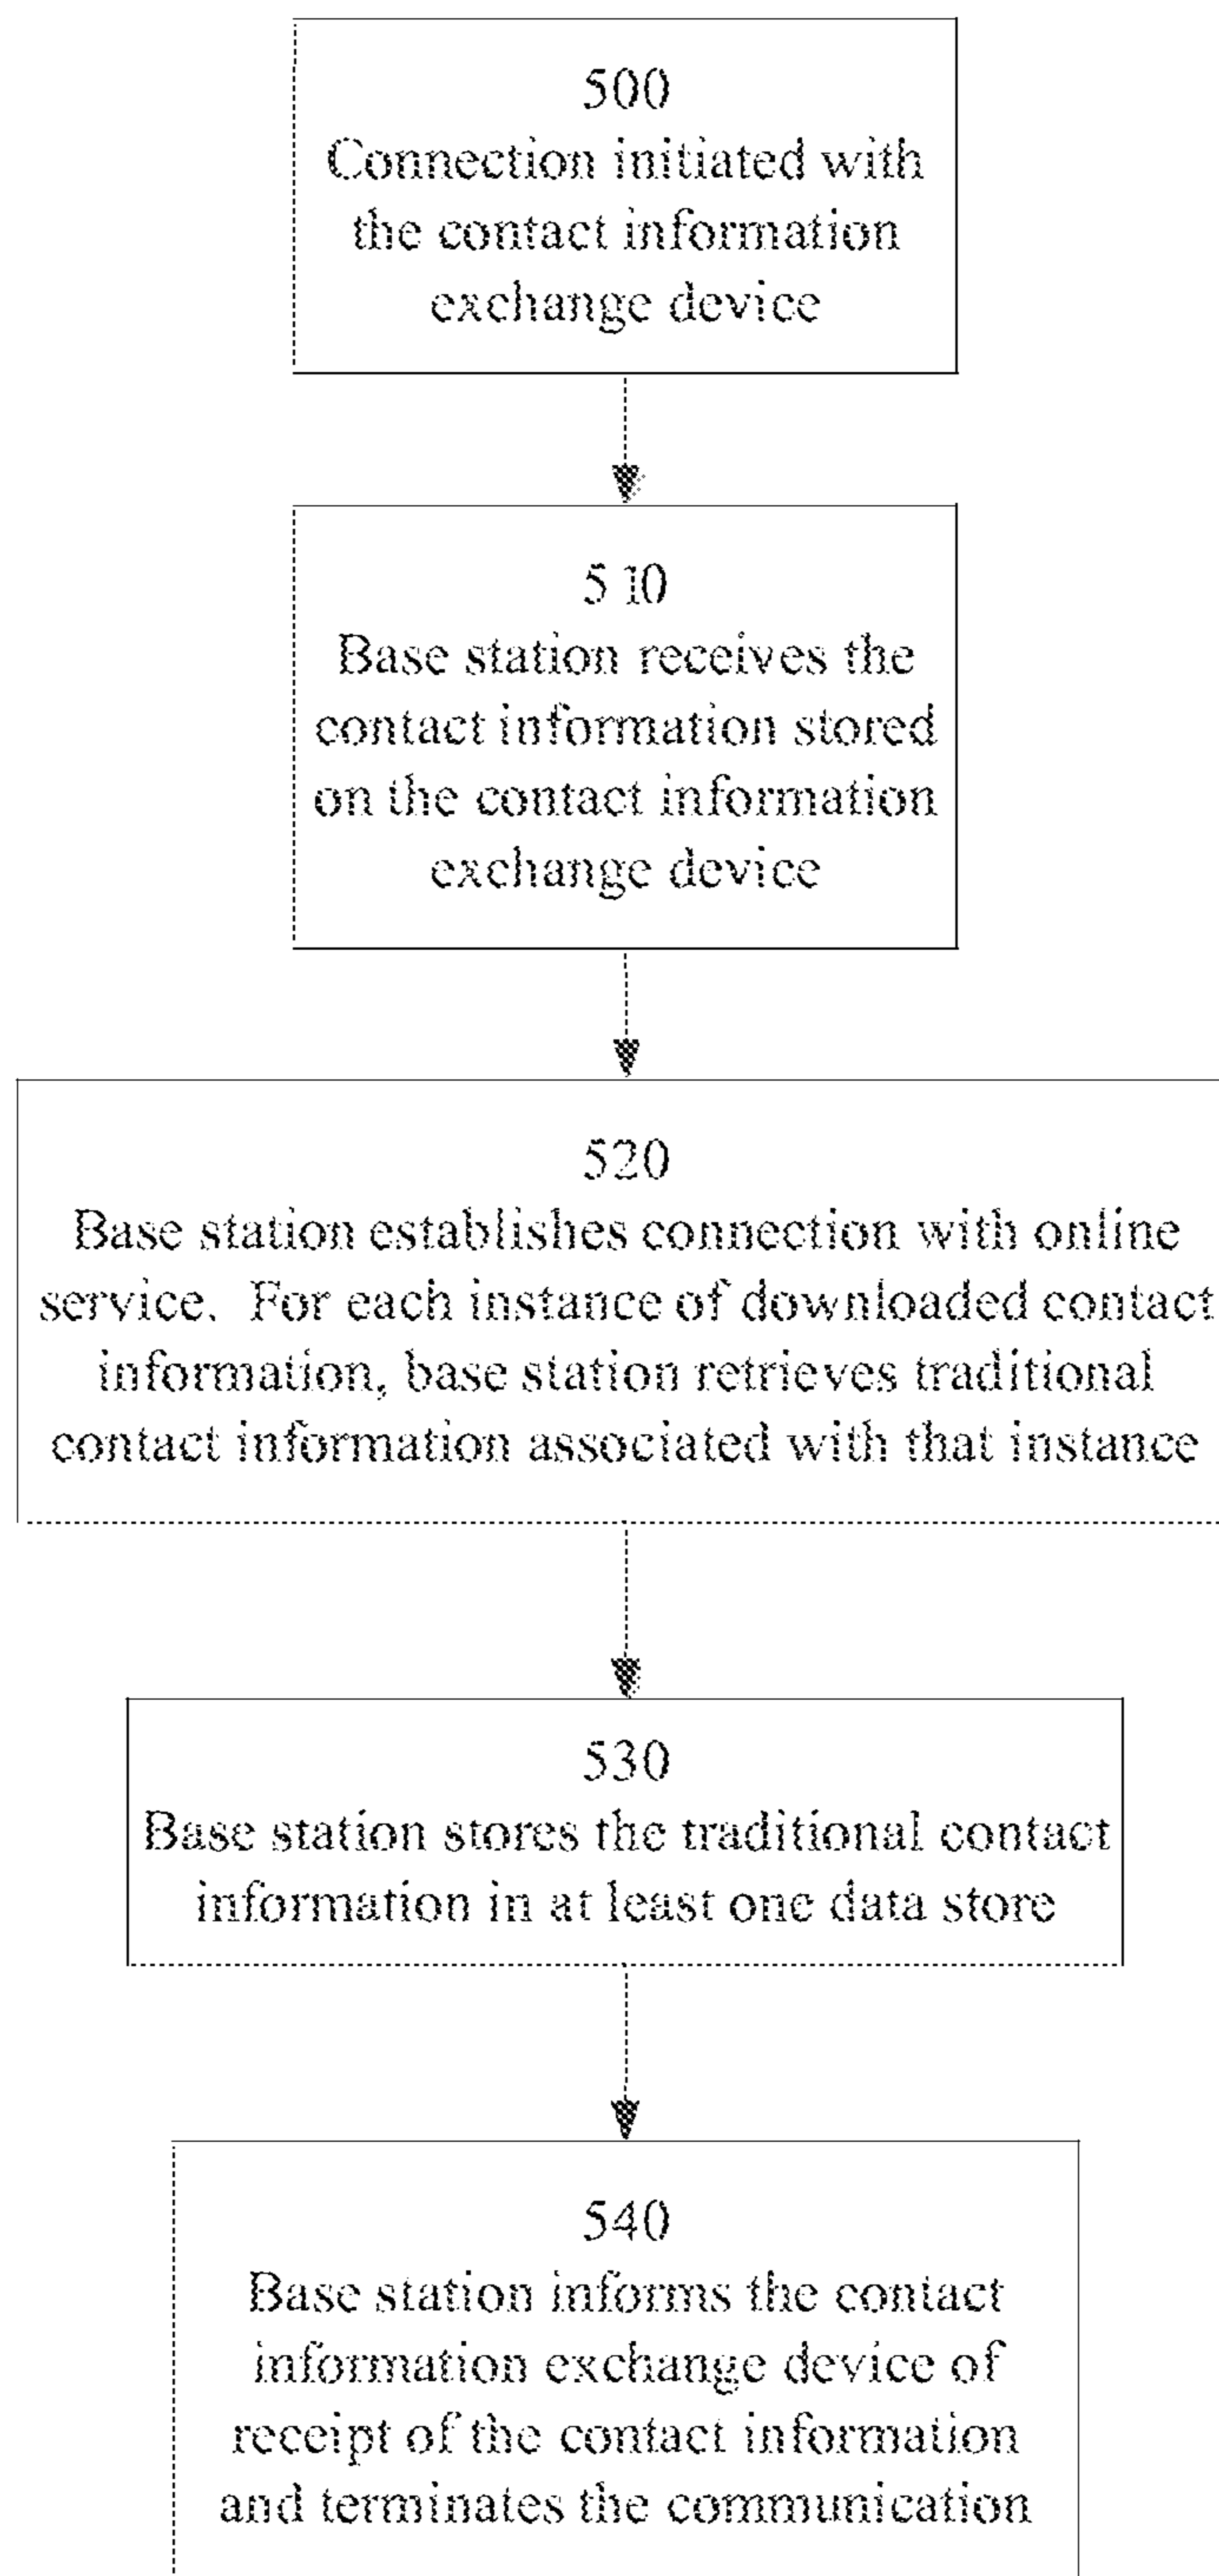 500
Connection initiated with
the contact information
exchange device
510
Base station receives the
contact information stored
on the contact information
exchange device
520
Base station establishes connection with online
service.  For each instance of downloaded contact
information, base station retrieves traditional
contact information associated with that instance
530
Base station stores the traditional contact
information in at least one data store
540
Base station informs the contact
information exchange device of
receipt of the contact information
and terminates the communication